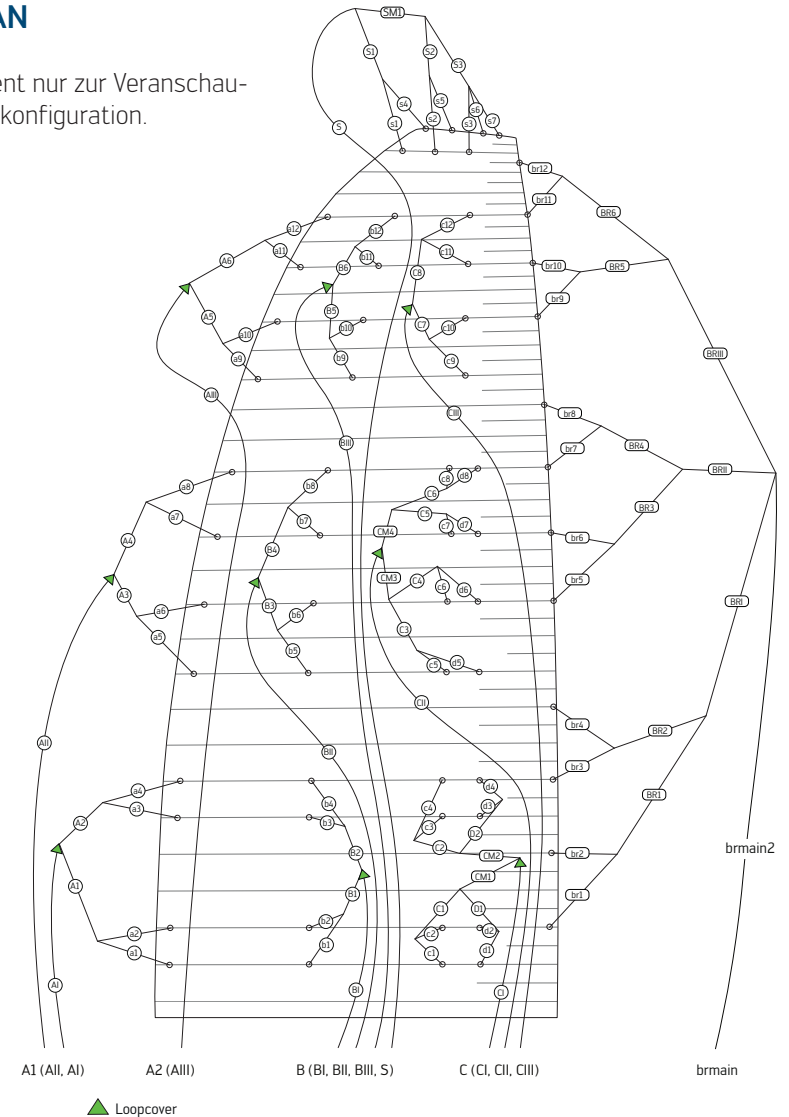 AN
ent nur zur Veranschau-
konfiguration.
SM1
S1
S2
S3
s4
s5
s6
s1
s2
s3
s7
S
br12
br11
BR6
a12
b12
c12
a11
b11
c11
A6
B6
C8
br10
BR5
br9
A5
B5
C7
a10
b10
c10
a9
b9
c9
BRIII
AIII
CIII
br8
BIII
br7
BR4
BRII
a8
b8
c8
d8
C6
a7
b7
C5
c7
d7
BR3
CM4
br6
A4
B4
CM3
C4
c6
d6
br5
A3
B3
a6
b6
BRI
a5
b5
C3
c5
d5
CII
br4
BR2
AII
BII
br3
a4
b4
c4
d4
BR1
a3
b3
c3
d3
A2
D2
B2
C2
CM2
br2
brmain2
CM1
A1
B1
br1
C1
D1
a2
b2
c2
d2
a1
b1
c1
d1
AI
BI
CI
A1 (AII, AI)
A2 (AIII)
B (BI, BII, BIII, S)
C (CI, CII, CIII)
brmain
Loopcover